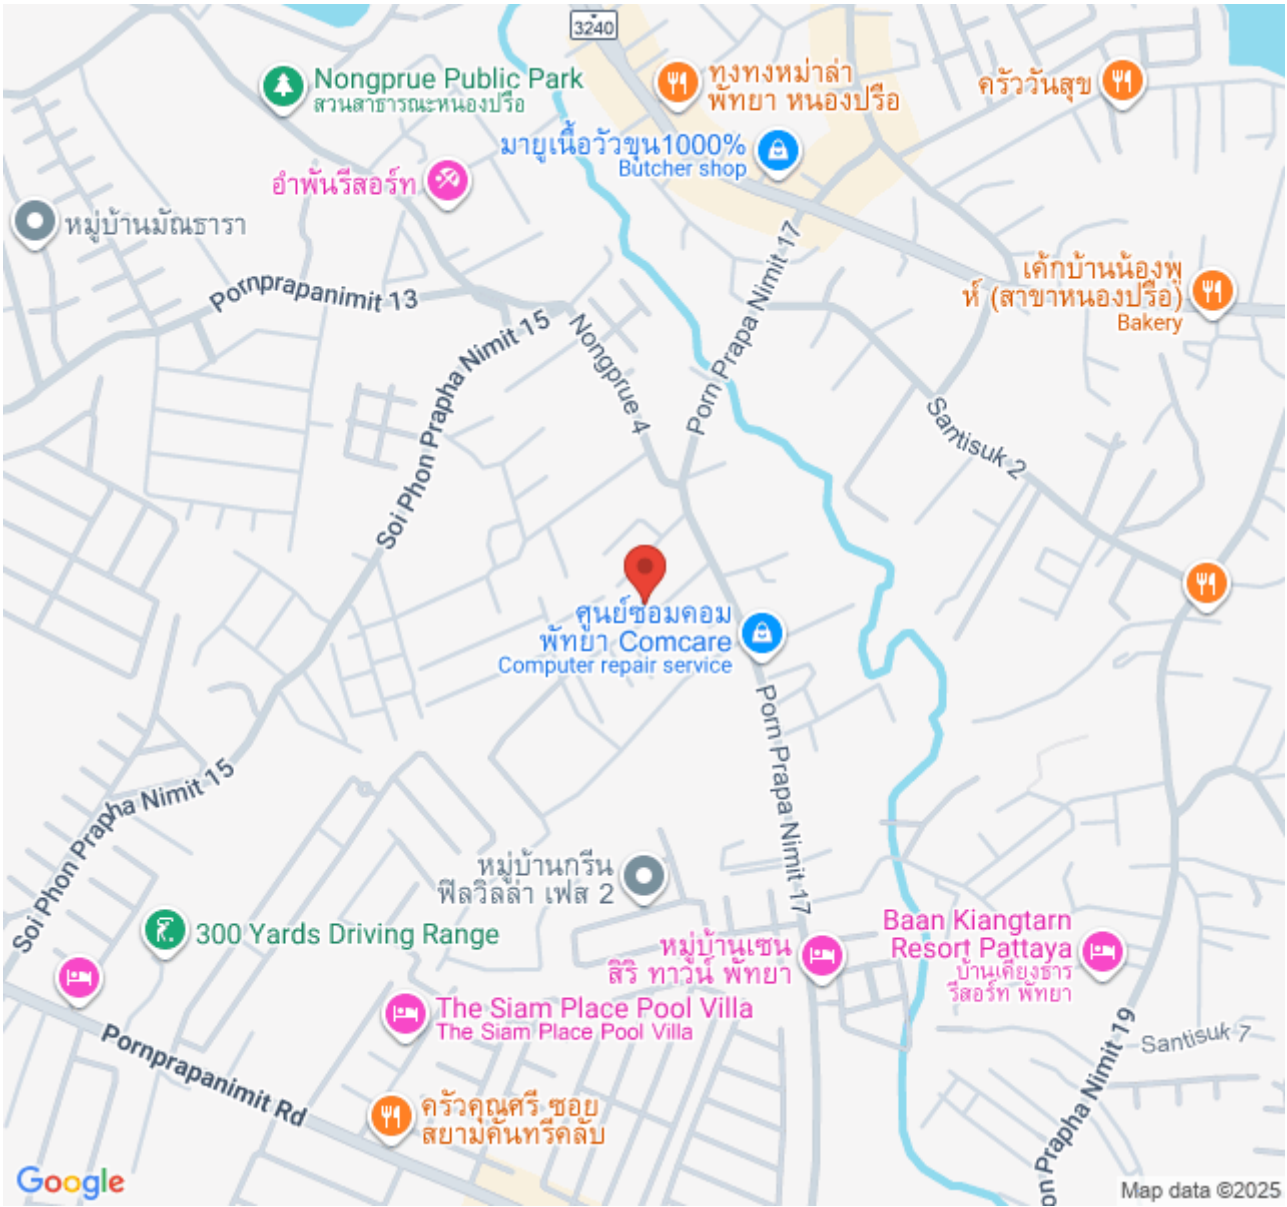 3240
Nongprue Public Park
สวนสาธารณะหนองปรือ
ทงทงหม่าล่า
พัทยา หนองปรือ
ครัววันสุข
มายูเนื้อวัวขุน1000%
Butcher shop
อำพันรีสอร์ท
หมู่บ้านมัณธารา
Porn Prapa Nimit 17
เค้กบ้านน้องพู
ห์ (สาขาหนองปรือ)
Bakery
Pornprapanimit 13
Soi Phon Prapha Nimit 15
Nongprue 4
Santisuk 2
ศูนย์ซ่อมคอม
พัทยา Comcare
Computer repair service
Porn Prapa Nimit 17
Soi Phon Prapha Nimit 15
หมู่บ้านกรีน
ฟิลวิลล่า เฟส 2
300 Yards Driving Range
หมู่บ้านเซน
สิริ ทาวน์ พัทยา
Baan Kiangtarn
Resort Pattaya
บ้านเคียงธาร
รีสอร์ท พัทยา
The Siam Place Pool Villa
The Siam Place Pool Villa
Santisuk 7
Pornprapanimit Rd
on Prapha Nimit 19
ครัวคุณศรี ซอย
สยามคันทรีคลับ
Google
Map data ©2025